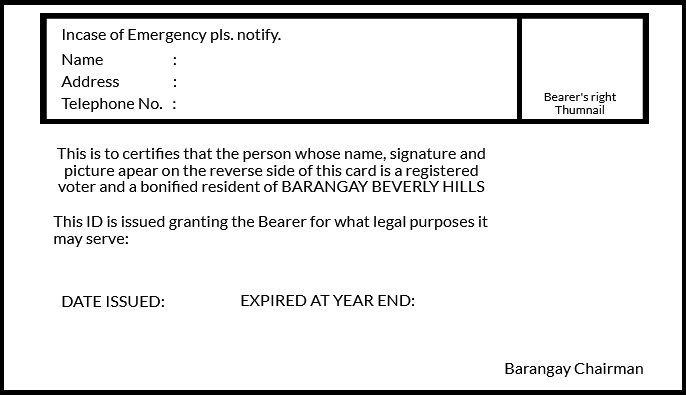 Incase of Emergency pls. notify.
Name :
Address :
Telephone No. :
Bearer's right
Thumnail
This is to certifies that the person whose name, signature and
picture apear on the reverse side of this card is a registered
voter and a bonified resident of BARANGAY BEVERLY HILLS
This ID is issued granting the Bearer for what legal purposes it
may serve:
DATE ISSUED: EXPIRED AT YEAR END:
Barangay Chairman